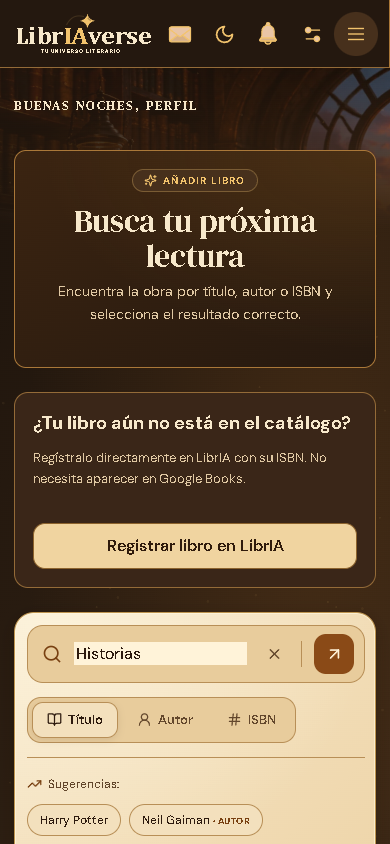 LibrIAverse
TU UNIVERSO LITERARIO
BUENAS NOCHES, PERFIL
AÑADIR LIBRO
Busca tu próxima
lectura
Encuentra la obra por título, autor o ISBN y
selecciona el resultado correcto.
¿Tu libro aún no está en el catálogo?
Regístralo directamente en LibrIA con su ISBN. No
necesita aparecer en Google Books.
Registrar libro en LibrIA
Historias
Título Autor ISBN
Sugerencias:
Harry Potter Neil Gaiman · AUTOR